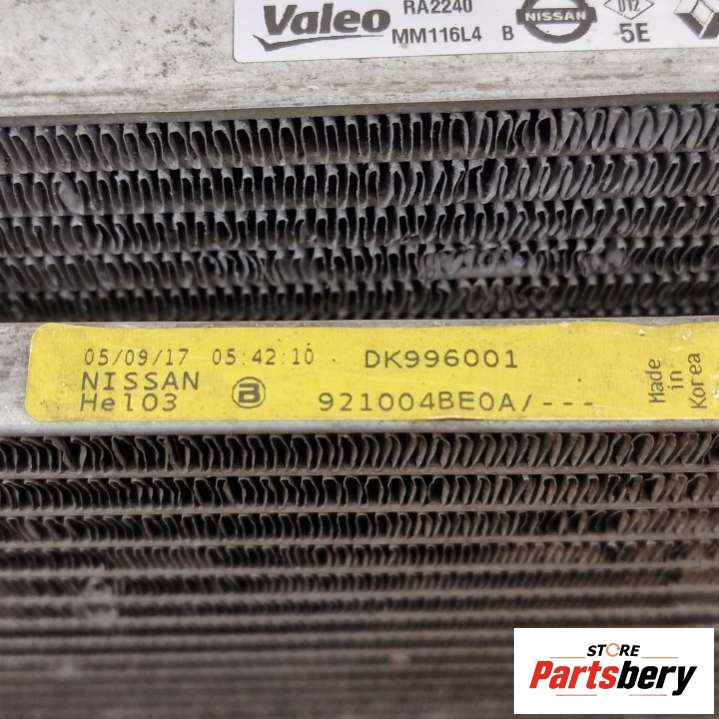 Valeo RA2240
MM116L4 B NISSAN 5E
05/09/17 05:42:10 DK996001
NISSAN
Hel03 B 921004BE0A/---
Made in Korea
STORE
Partsbery